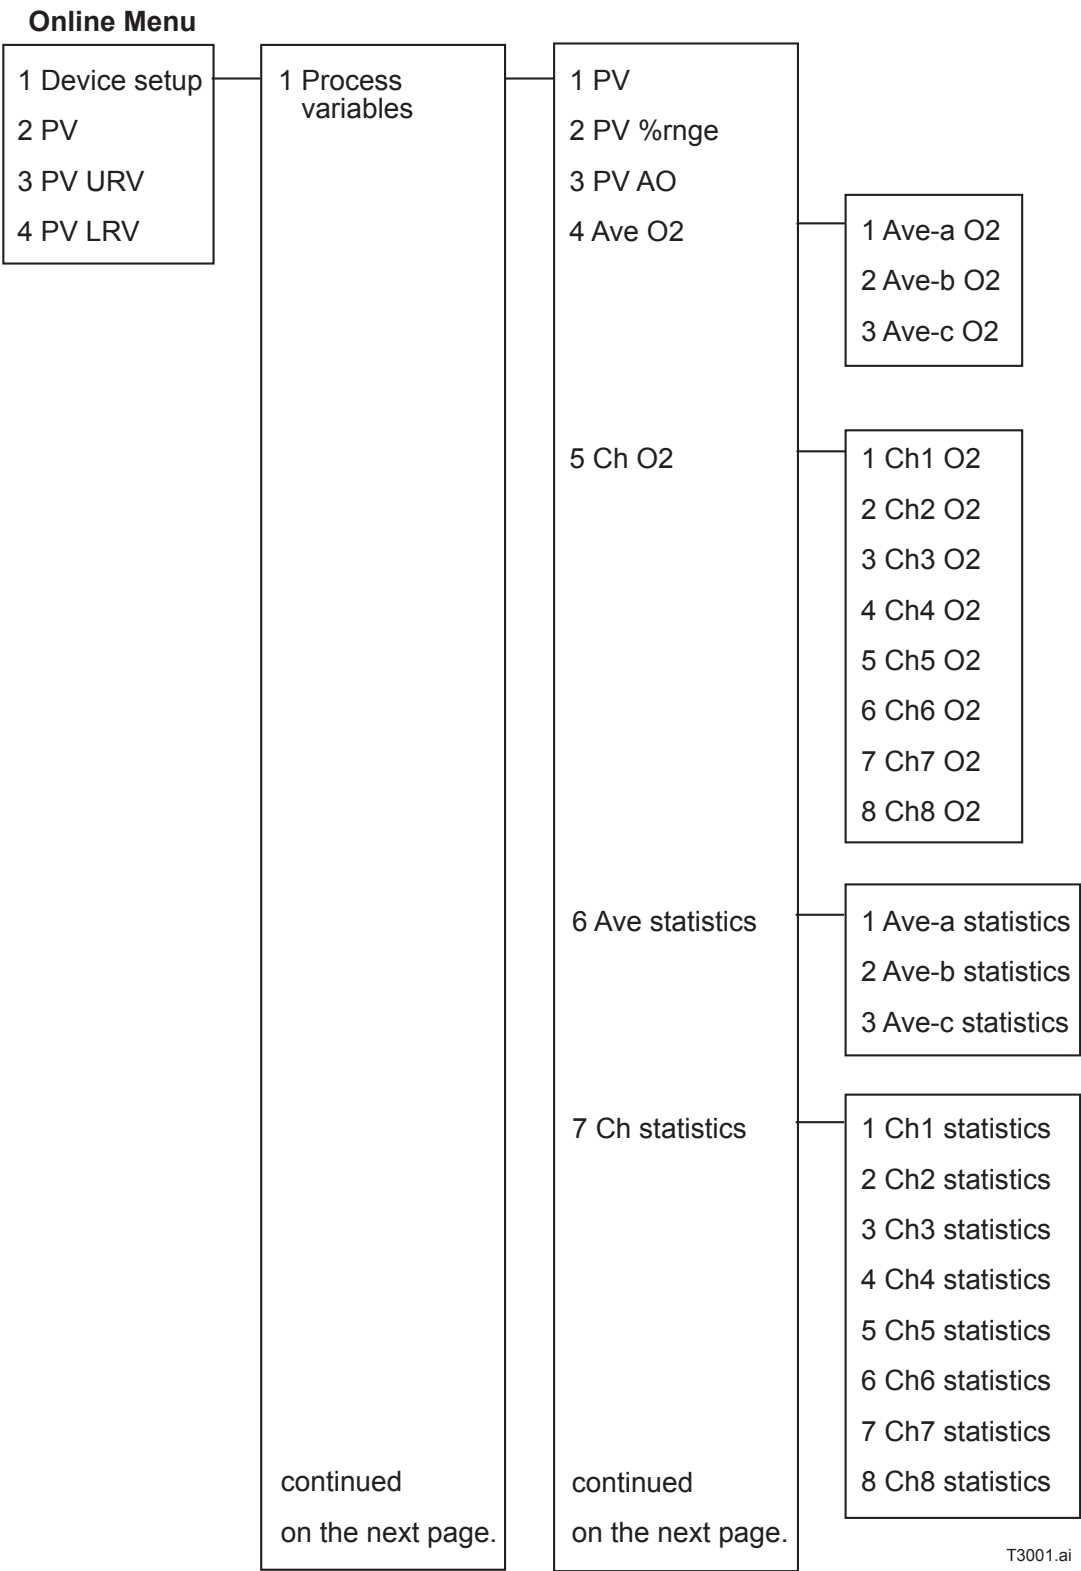 Online Menu
1 Device setup
2 PV
3 PV URV
4 PV LRV
1 Process
variables
continued
on the next page.
1 PV
2 PV %rnge
3 PV AO
4 Ave O2
5 Ch O2
6 Ave statistics
7 Ch statistics
continued
on the next page.
1 Ave-a O2
2 Ave-b O2
3 Ave-c O2
1 Ch1 O2
2 Ch2 O2
3 Ch3 O2
4 Ch4 O2
5 Ch5 O2
6 Ch6 O2
7 Ch7 O2
8 Ch8 O2
1 Ave-a statistics
2 Ave-b statistics
3 Ave-c statistics
1 Ch1 statistics
2 Ch2 statistics
3 Ch3 statistics
4 Ch4 statistics
5 Ch5 statistics
6 Ch6 statistics
7 Ch7 statistics
8 Ch8 statistics
T3001.ai